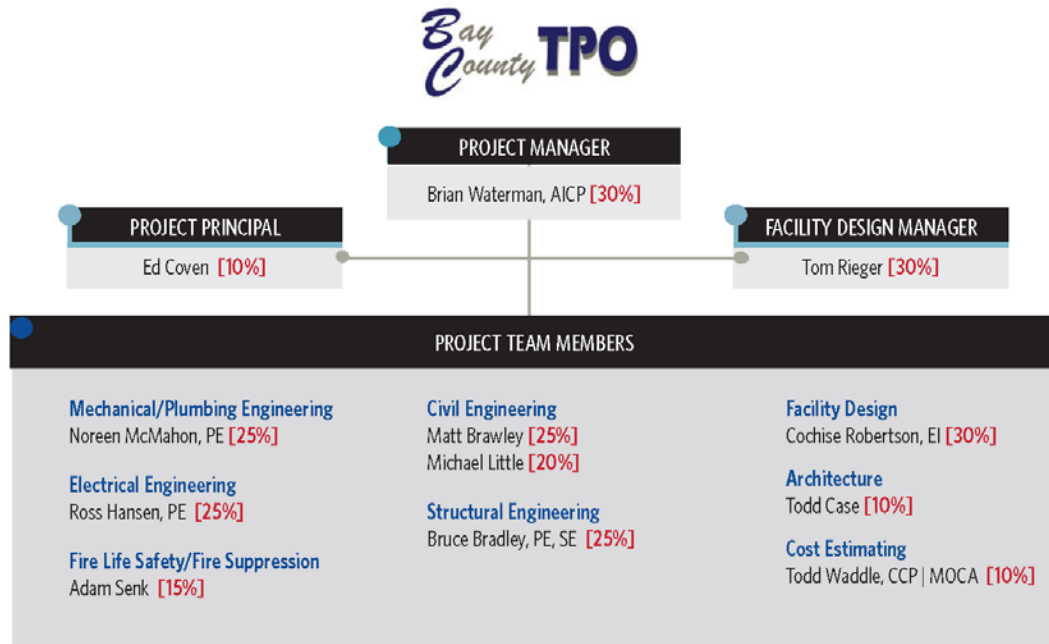 Bay County TPO
PROJECT MANAGER
Brian Waterman, AICP [30%]
PROJECT PRINCIPAL
Ed Coven [10%]
FACILITY DESIGN MANAGER
Tom Rieger [30%]
PROJECT TEAM MEMBERS
Mechanical/Plumbing Engineering
Noreen McMahon, PE [25%]
Electrical Engineering
Ross Hansen, PE [25%]
Fire Life Safety/Fire Suppression
Adam Senk [15%]
Civil Engineering
Matt Brawley [25%]
Michael Little [20%]
Structural Engineering
Bruce Bradley, PE, SE [25%]
Facility Design
Cochise Robertson, EI [30%]
Architecture
Todd Case [10%]
Cost Estimating
Todd Waddle, CCP | MOCA [10%]